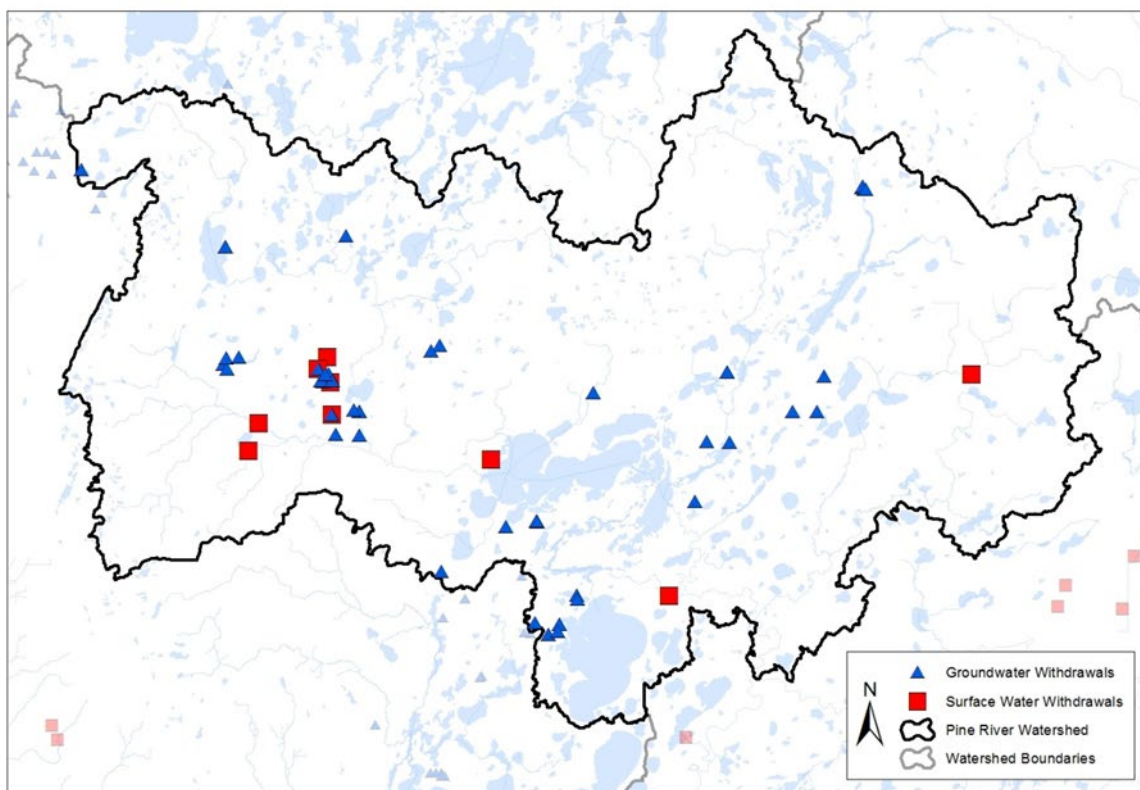 Groundwater Withdrawals
Surface Water Withdrawals
N
Pine River Watershed
Watershed Boundaries